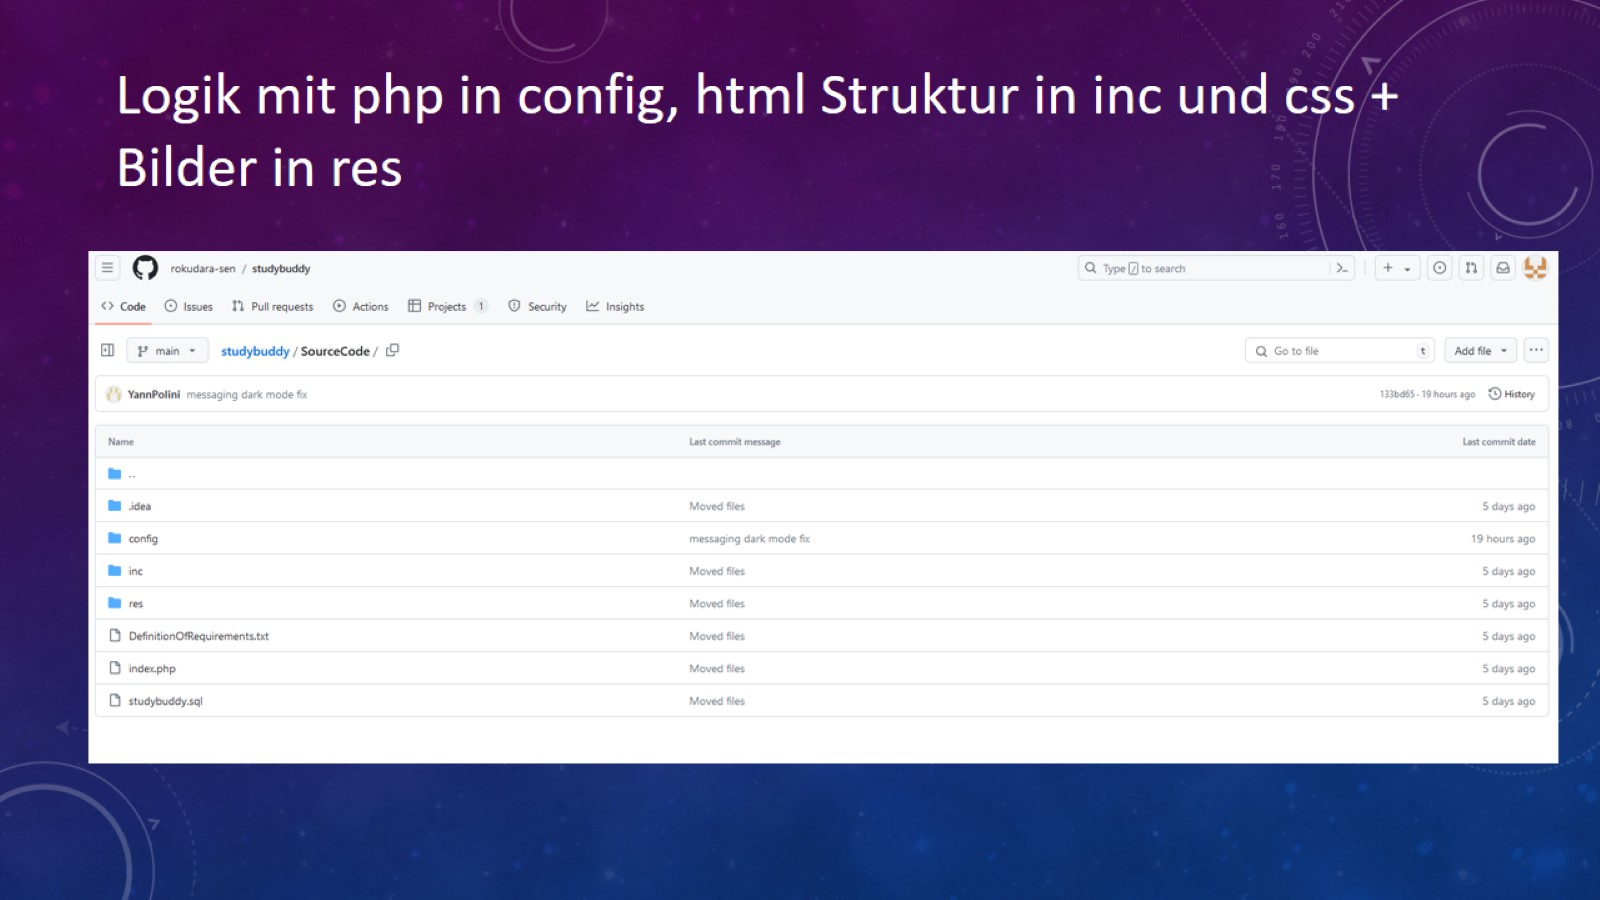 Logik mit php in config, html Struktur in inc und css +
Bilder in res
rokudara-sen / studybuddy
Type / to search
Code Issues Pull requests Actions Projects 1 Security Insights
main studybuddy / SourceCode /
Go to file t Add file
YannPolini messaging dark mode fix 133bd65 · 19 hours ago History
Name Last commit message Last commit date
..
.idea Moved files 5 days ago
config messaging dark mode fix 19 hours ago
inc Moved files 5 days ago
res Moved files 5 days ago
DefinitionOfRequirements.txt Moved files 5 days ago
index.php Moved files 5 days ago
studybuddy.sql Moved files 5 days ago
160
170
180
190
200